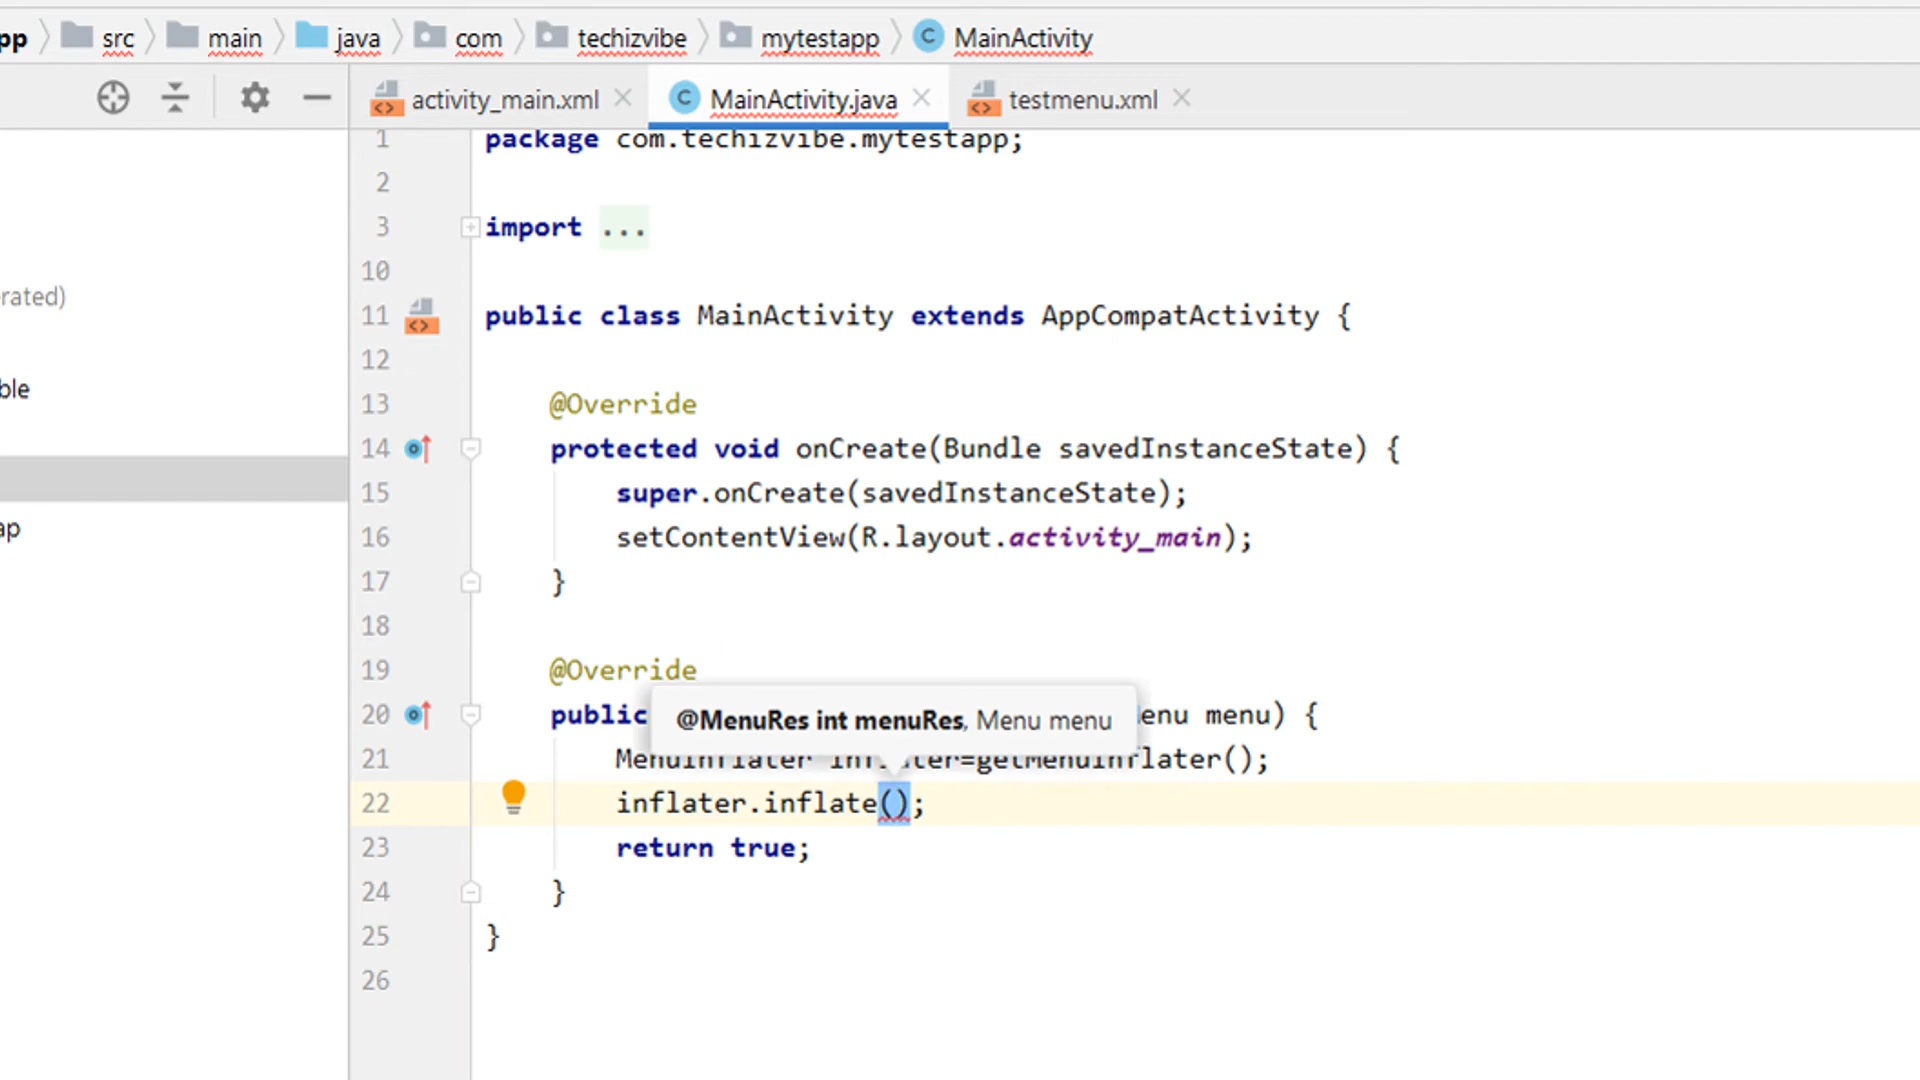 pp src main java com techizvibe mytestapp C MainActivity
activity_main.xml C MainActivity.java testmenu.xml
1 package com.techizvibe.mytestapp;
2
3 import ...
10
rated)
11 public class MainActivity extends AppCompatActivity {
12
ble
13 @Override
14 protected void onCreate(Bundle savedInstanceState) {
15 super.onCreate(savedInstanceState);
ap
16 setContentView(R.layout.activity_main);
17 }
18
19 @Override
@MenuRes int menuRes, Menu menu
20 public enu menu) {
21 MenuInflater inflater=getMenuInflater();
22 inflater.inflate();
23 return true;
24 }
25 }
26